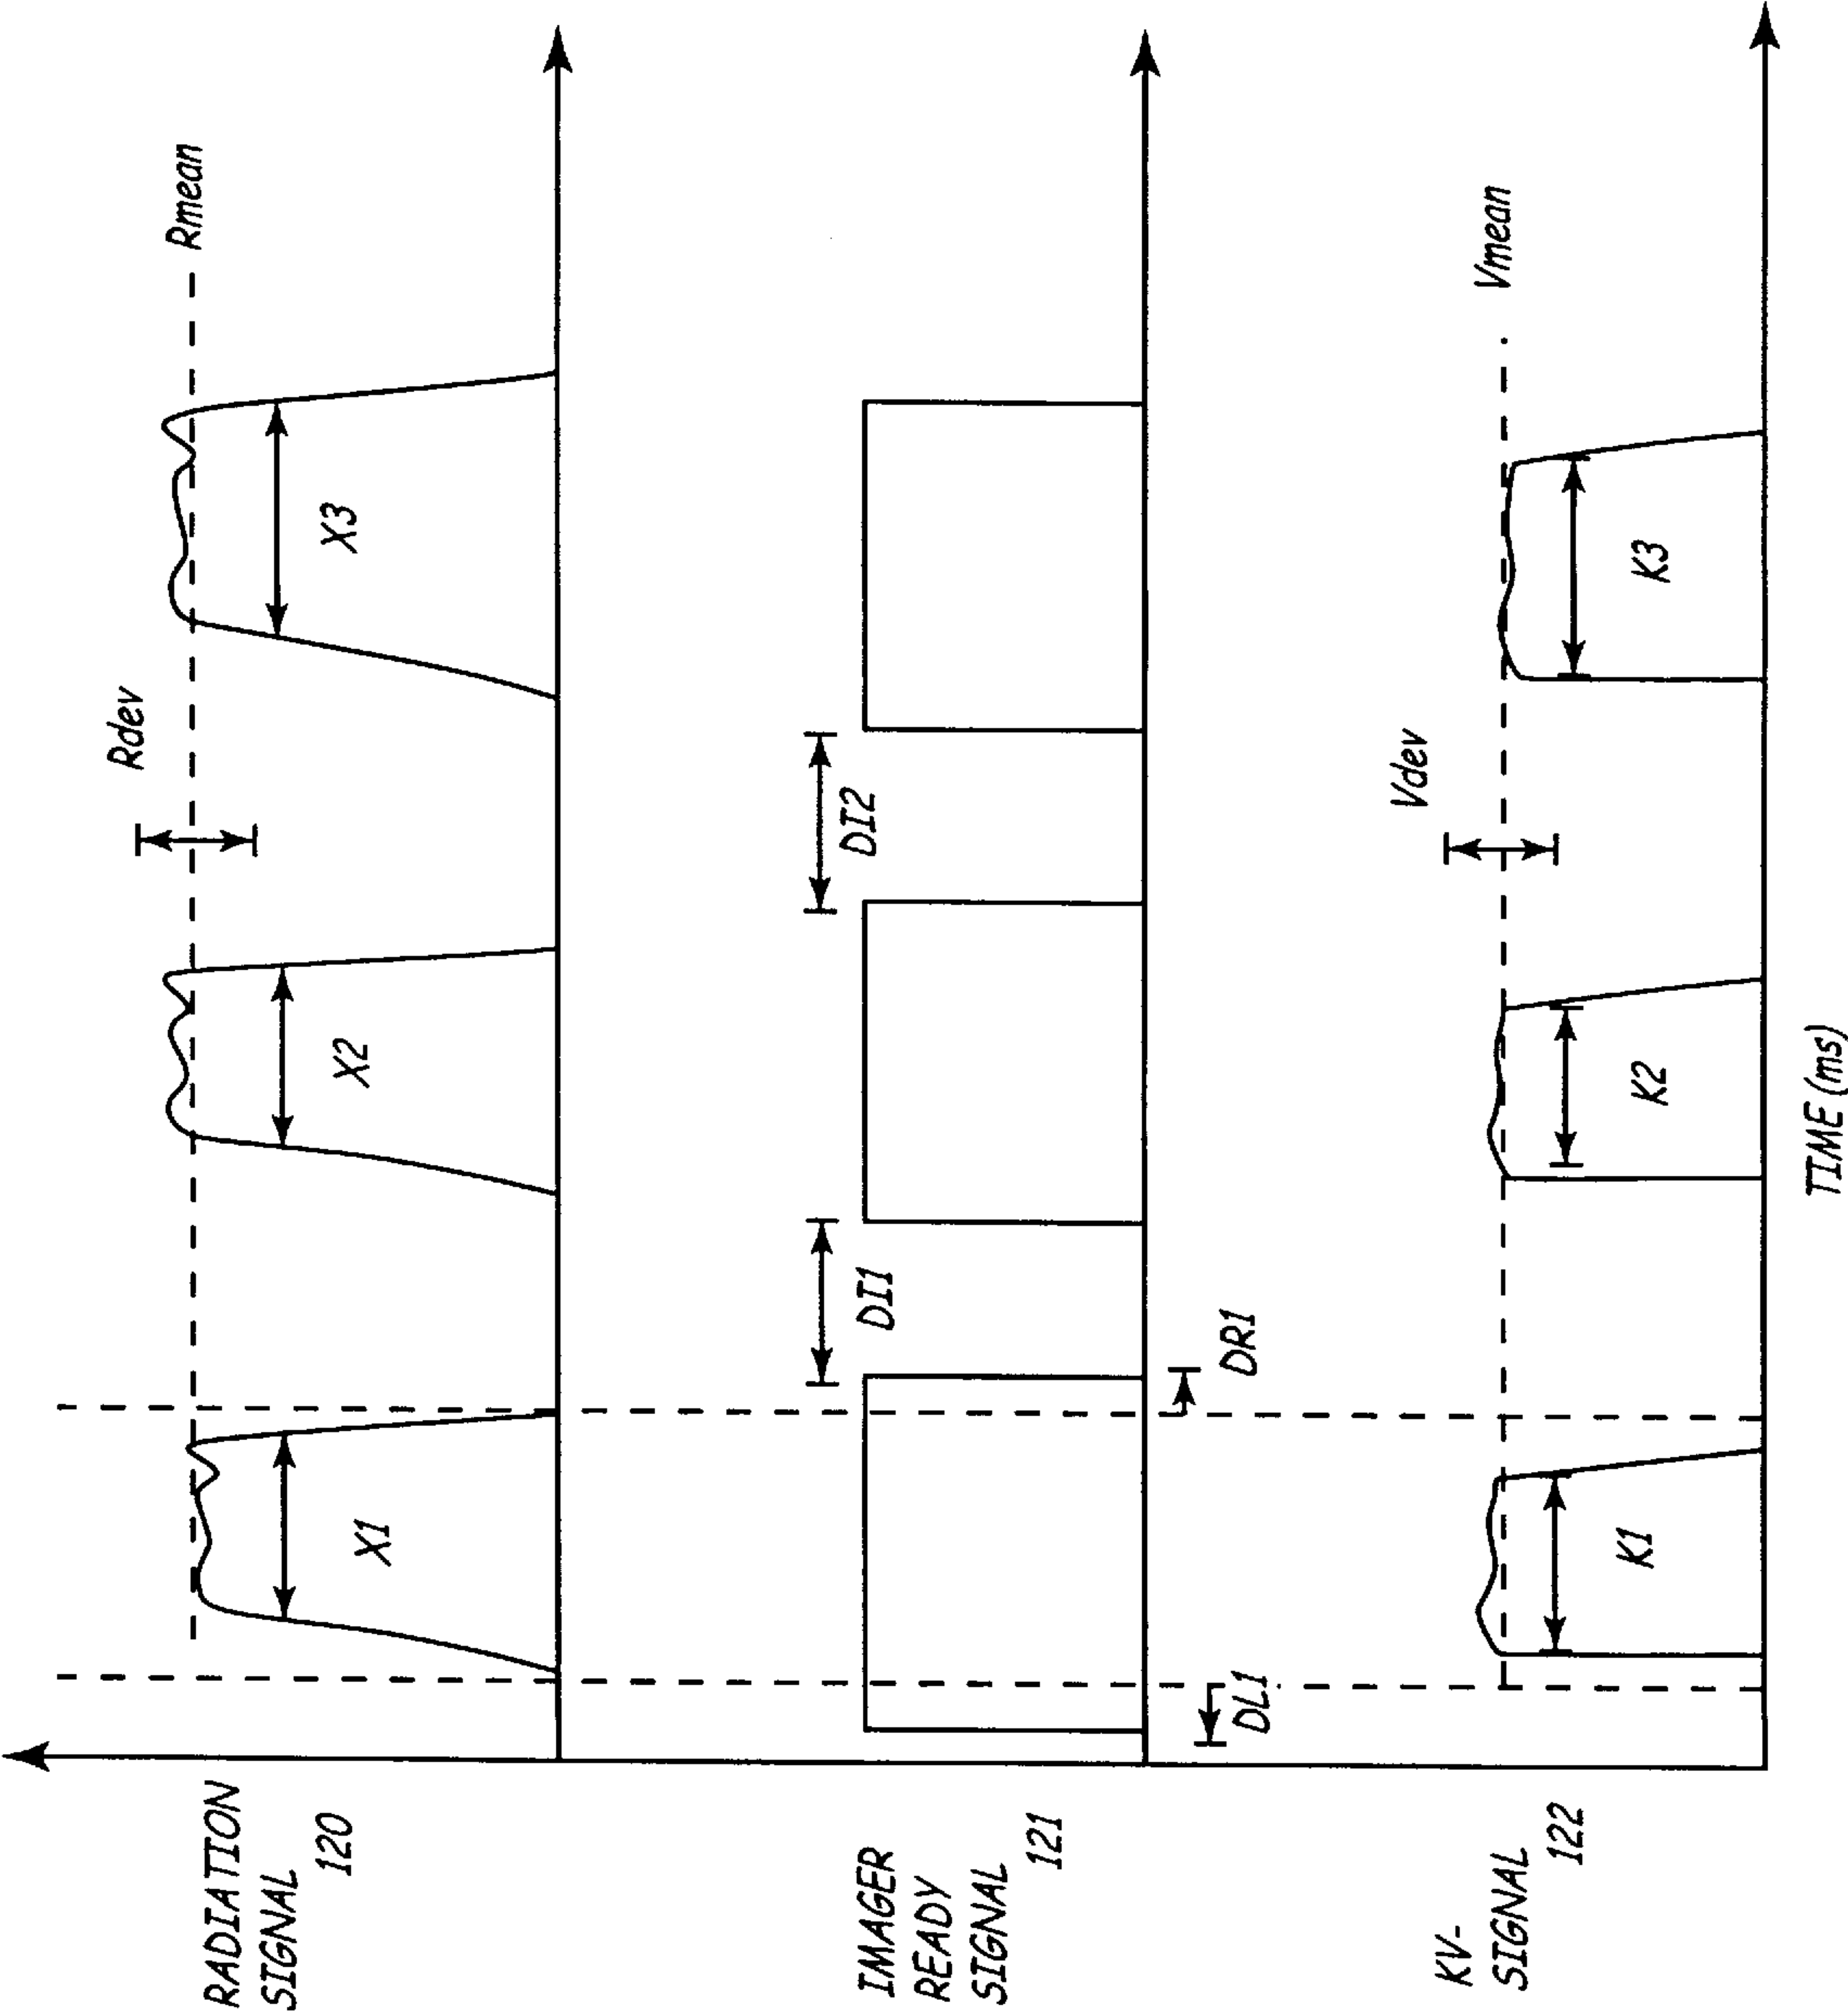 RADIATION
SIGNAL
120
Rdev
Rmean
X1
X2
X3
IMAGER
READY
SIGNAL
121
DI1
DI2
DL1
DR1
KV-
SIGNAL
122
Vdev
Vmean
K1
K2
K3
TIME (ms)